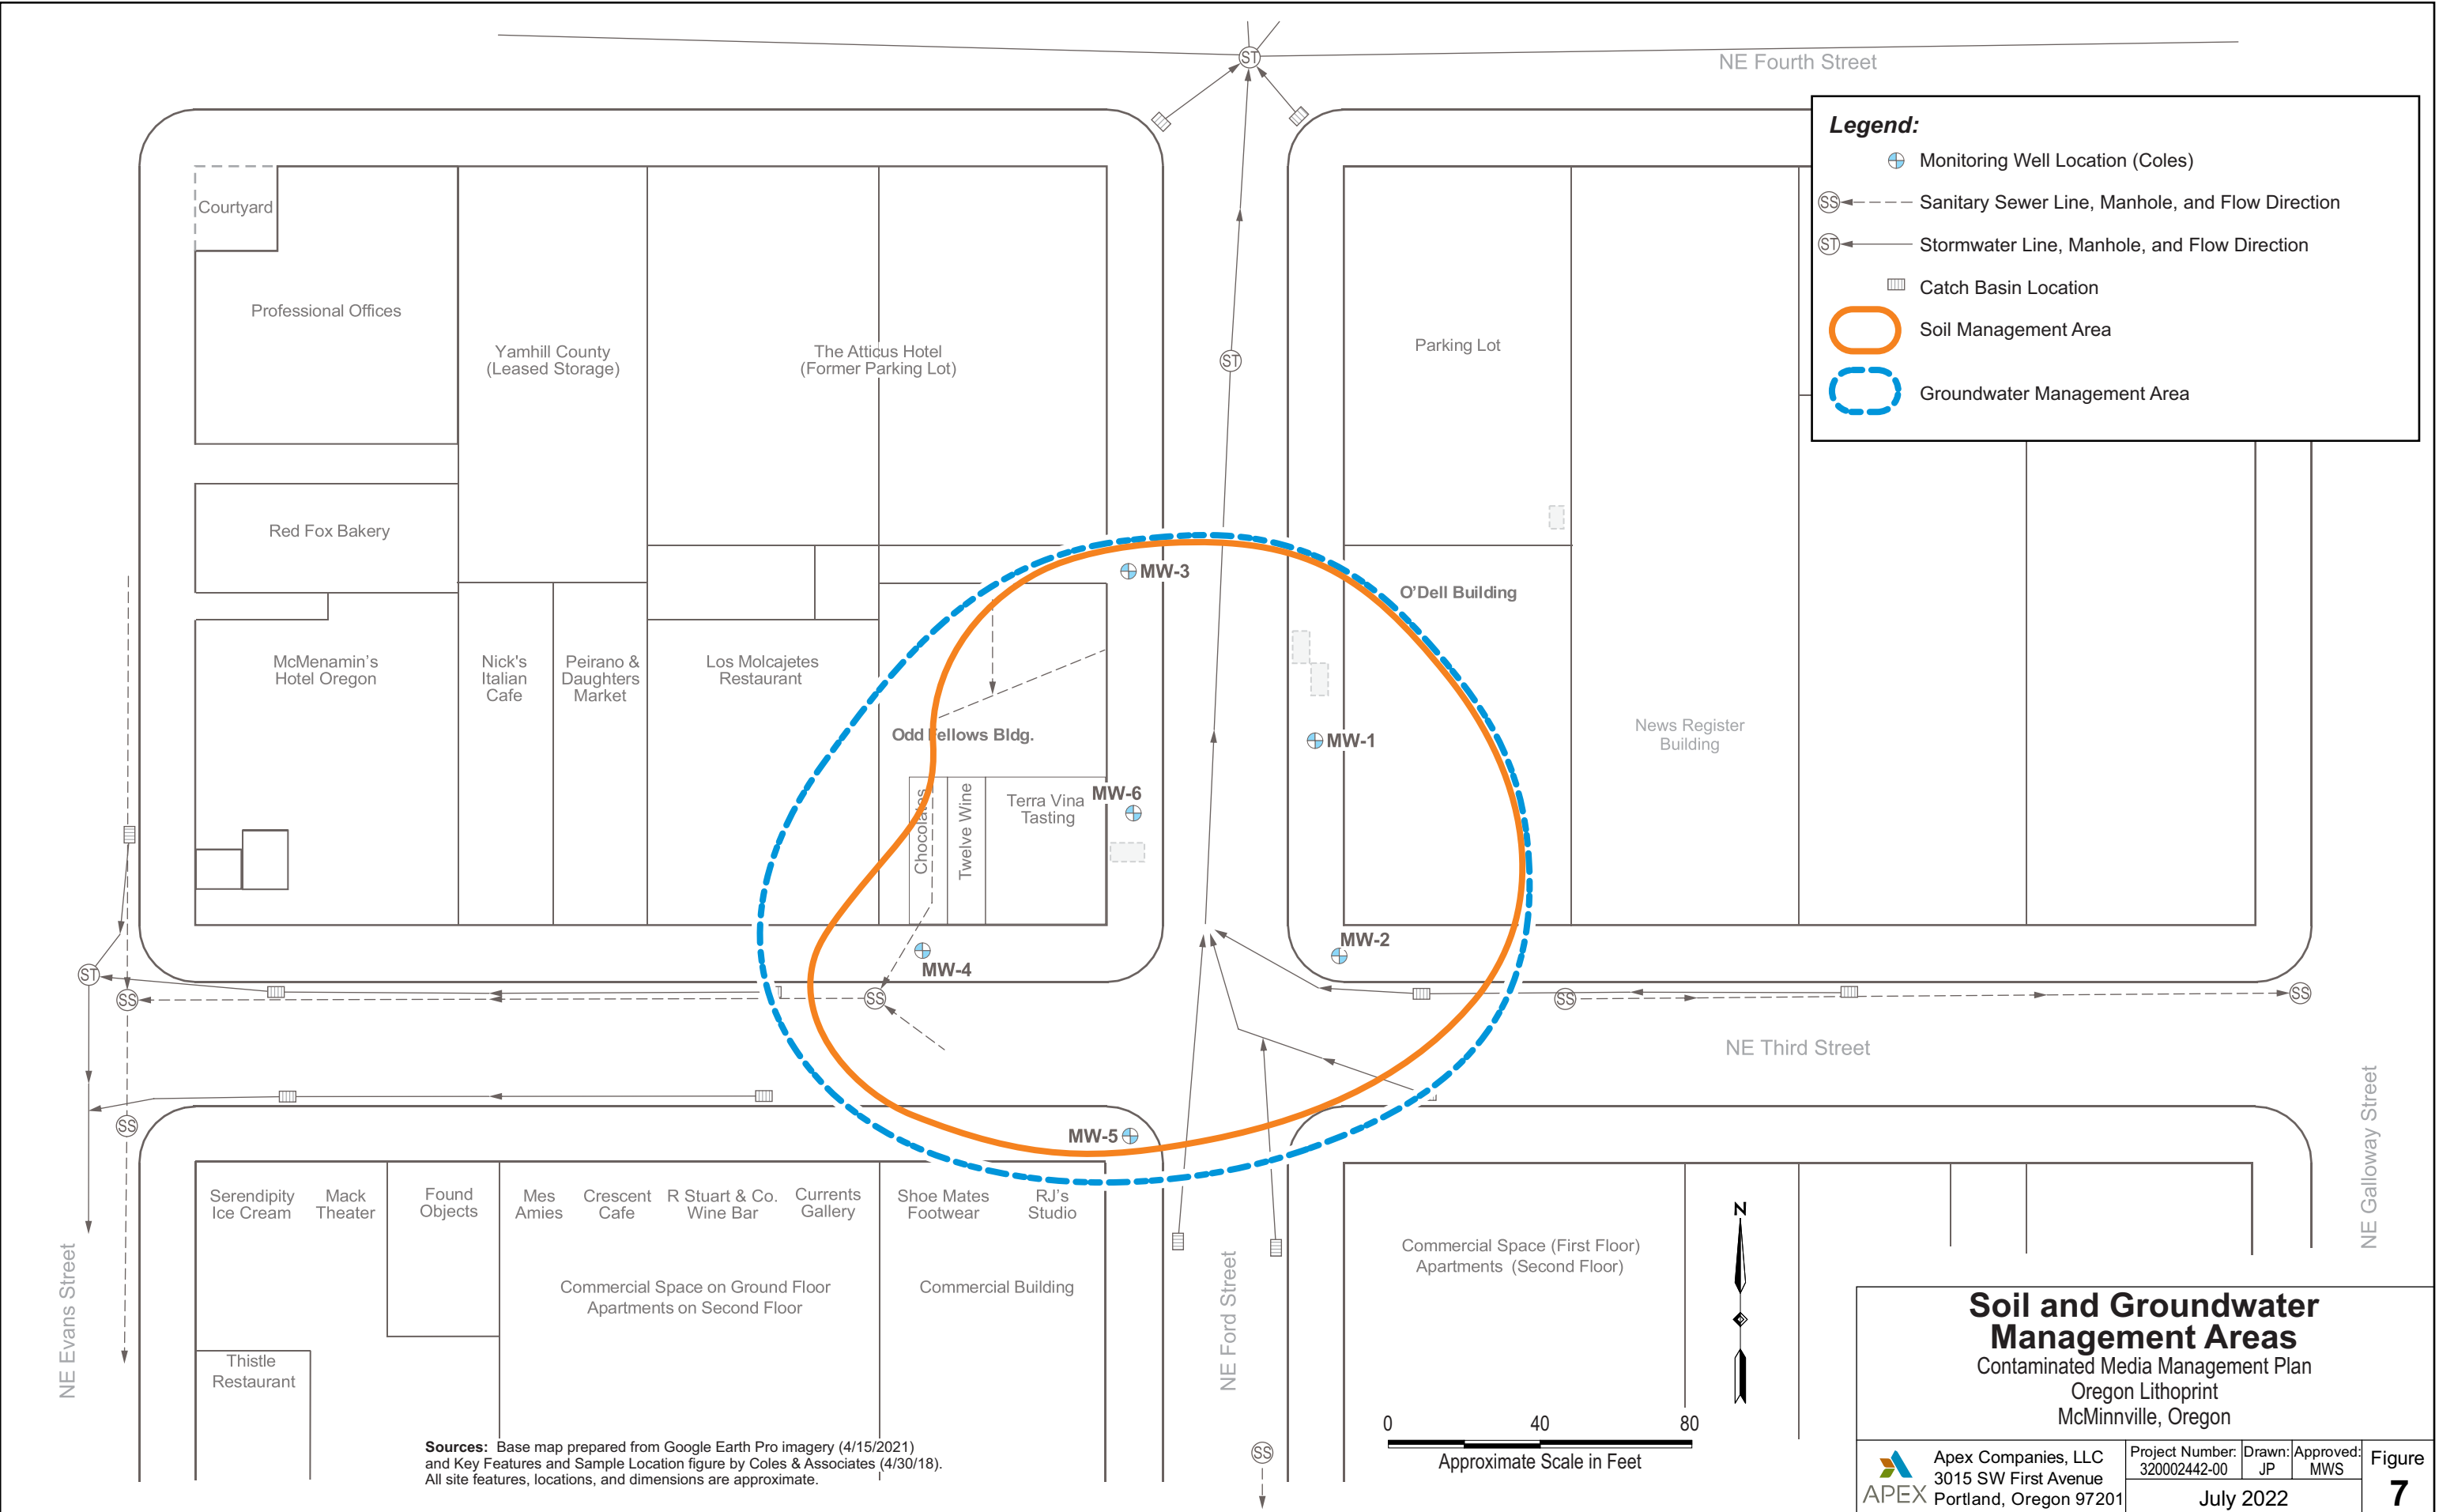 ST
NE Fourth Street
Legend:
Monitoring Well Location (Coles)
SS
Sanitary Sewer Line, Manhole, and Flow Direction
ST
Stormwater Line, Manhole, and Flow Direction
Catch Basin Location
Soil Management Area
Groundwater Management Area
Courtyard
Professional Offices
Yamhill County
(Leased Storage)
The Atticus Hotel
(Former Parking Lot)
ST
Parking Lot
Red Fox Bakery
MW-3
O'Dell Building
McMenamin's
Hotel Oregon
Nick's
Italian
Cafe
Peirano &
Daughters
Market
Los Molcajetes
Restaurant
Odd Fellows Bldg.
MW-1
News Register
Building
Chocolates
Twelve Wine
Terra Vina
Tasting
MW-6
MW-4
MW-2
ST
SS
SS
SS
SS
NE Third Street
SS
MW-5
Serendipity
Ice Cream
Mack
Theater
Found
Objects
Mes
Amies
Crescent
Cafe
R Stuart & Co.
Wine Bar
Currents
Gallery
Shoe Mates
Footwear
RJ's
Studio
Commercial Space on Ground Floor
Apartments on Second Floor
Commercial Building
Thistle
Restaurant
NE Evans Street
NE Ford Street
NE Galloway Street
Commercial Space (First Floor)
Apartments (Second Floor)
N
0 40 80
Approximate Scale in Feet
SS
Sources: Base map prepared from Google Earth Pro imagery (4/15/2021)
and Key Features and Sample Location figure by Coles & Associates (4/30/18).
All site features, locations, and dimensions are approximate.
Soil and Groundwater
Management Areas
Contaminated Media Management Plan
Oregon Lithoprint
McMinnville, Oregon
APEX
Apex Companies, LLC
3015 SW First Avenue
Portland, Oregon 97201
Project Number:
320002442-00
Drawn:
JP
Approved:
MWS
July 2022
Figure
7